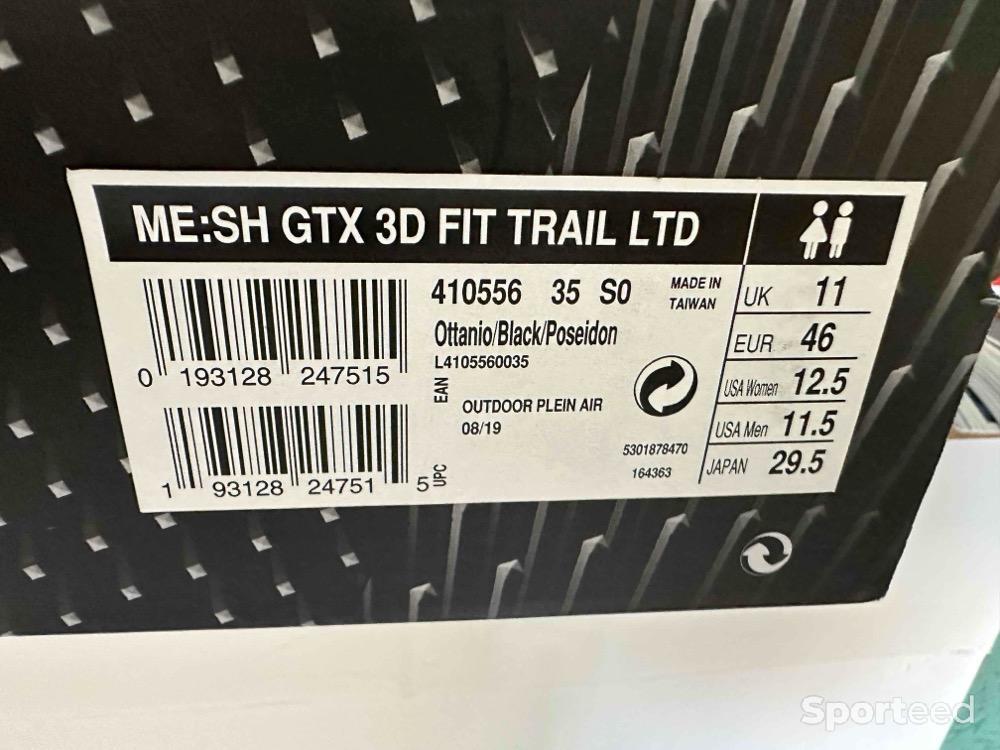 ME:SH GTX 3D FIT TRAIL LTD
410556 35 S0
MADE IN
TAIWAN
Ottanio/Black/Poseidon
L4105560035
0 193128 247515
EAN
OUTDOOR PLEIN AIR
08/19
5301878470
164363
1 93128 24751 5
UPC
UK 11
EUR 46
USA Women 12.5
USA Men 11.5
JAPAN 29.5
Sporteed